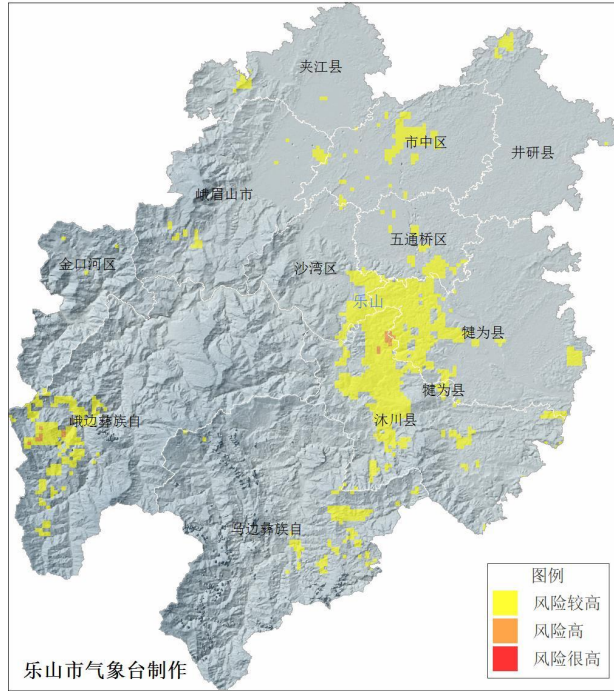 夹江县
市中区
井研县
峨眉山市
五通桥区
金口河区
沙湾区
乐山
犍为县
犍为县
沐川县
峨边彝族自
马边彝族自
图例
风险较高
风险高
风险很高
乐山市气象台制作